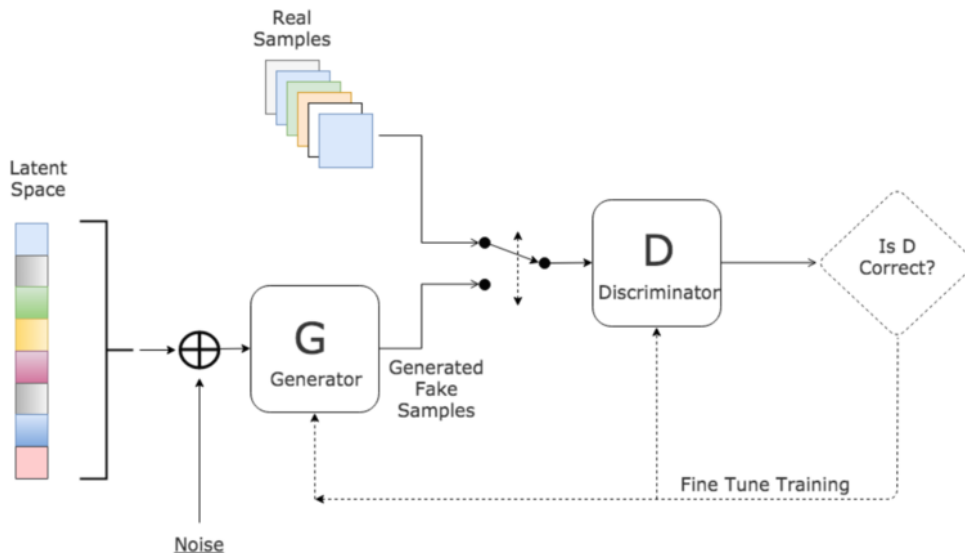 Real
Samples
Latent
Space
D
Discriminator
Is D
Correct?
G
Generator
Generated
Fake
Samples
Fine Tune Training
Noise